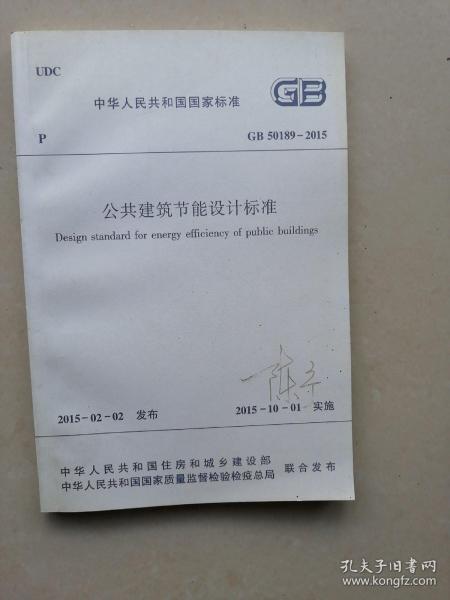 UDC
中华人民共和国国家标准
GB
P
GB 50189-2015
公共建筑节能设计标准
Design standard for energy efficiency of public buildings
2015-02-02 发布
2015-10-01 实施
中华人民共和国住房和城乡建设部
中华人民共和国国家质量监督检验检疫总局
联合发布
孔夫子旧书网
www.kongfz.com